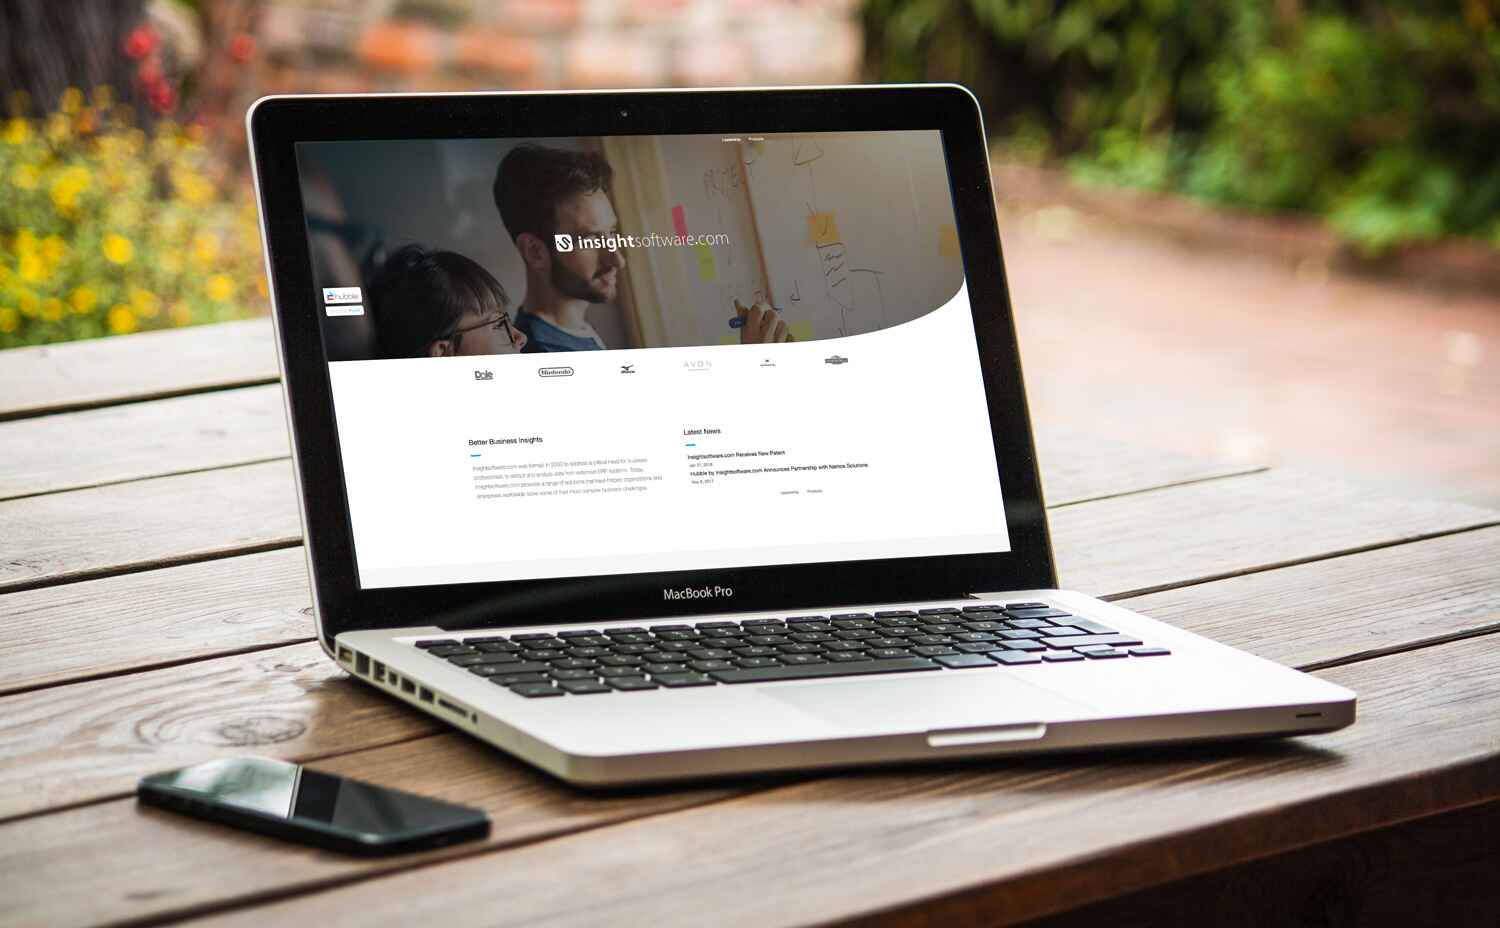 Leadership Products
insightsoftware.com
hubble
Dole
Nintendo
AVON
Better Business Insights
Insightsoftware.com was formed in 2000 to address a critical need for business
professionals: to extract and analyze data from extensive ERP systems. Today,
insightsoftware.com provides a range of solutions that have helped organizations and
enterprises worldwide solve some of their most complex business challenges.
Latest News
Insightsoftware.com Receives New Patent
Jan 31, 2018
Hubble by insightsoftware.com Announces Partnership with Namos Solutions
Nov 8, 2017
Leadership Products
MacBook Pro